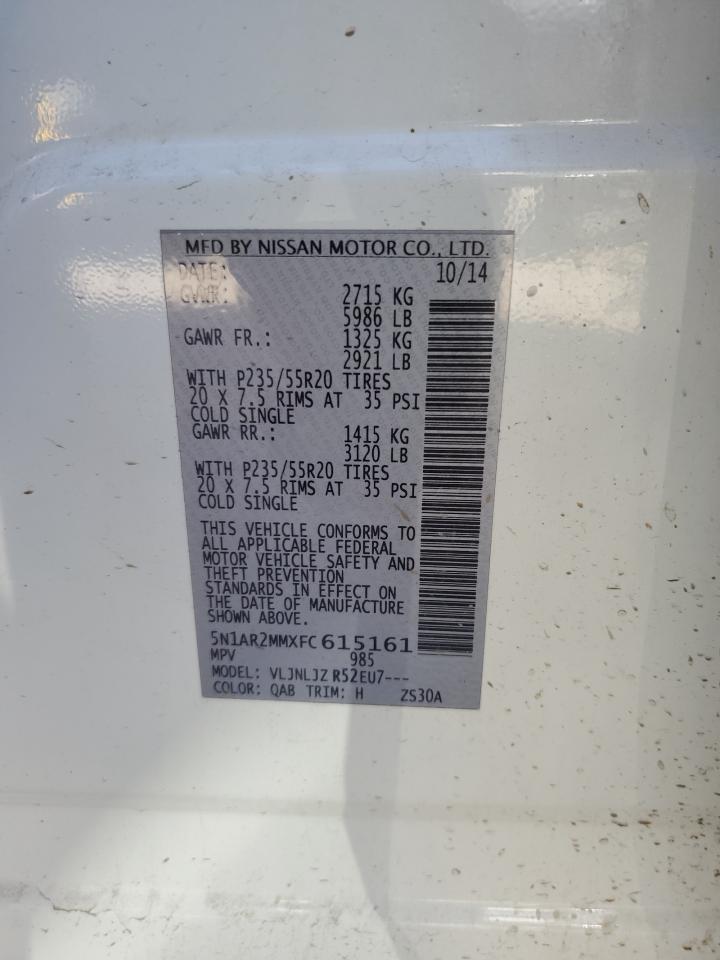 MFD BY NISSAN MOTOR CO., LTD.
DATE: 10/14
GVWR: 2715 KG
5986 LB
GAWR FR.: 1325 KG
2921 LB
WITH P235/55R20 TIRES
20 X 7.5 RIMS AT 35 PSI
COLD SINGLE
GAWR RR.: 1415 KG
3120 LB
WITH P235/55R20 TIRES
20 X 7.5 RIMS AT 35 PSI
COLD SINGLE
THIS VEHICLE CONFORMS TO
ALL APPLICABLE FEDERAL
MOTOR VEHICLE SAFETY AND
THEFT PREVENTION
STANDARDS IN EFFECT ON
THE DATE OF MANUFACTURE
SHOWN ABOVE.
5N1AR2MMXFC615161
MPV 985
MODEL: VLJNLJZ R52EU7---
COLOR: QAB TRIM: H ZS30A